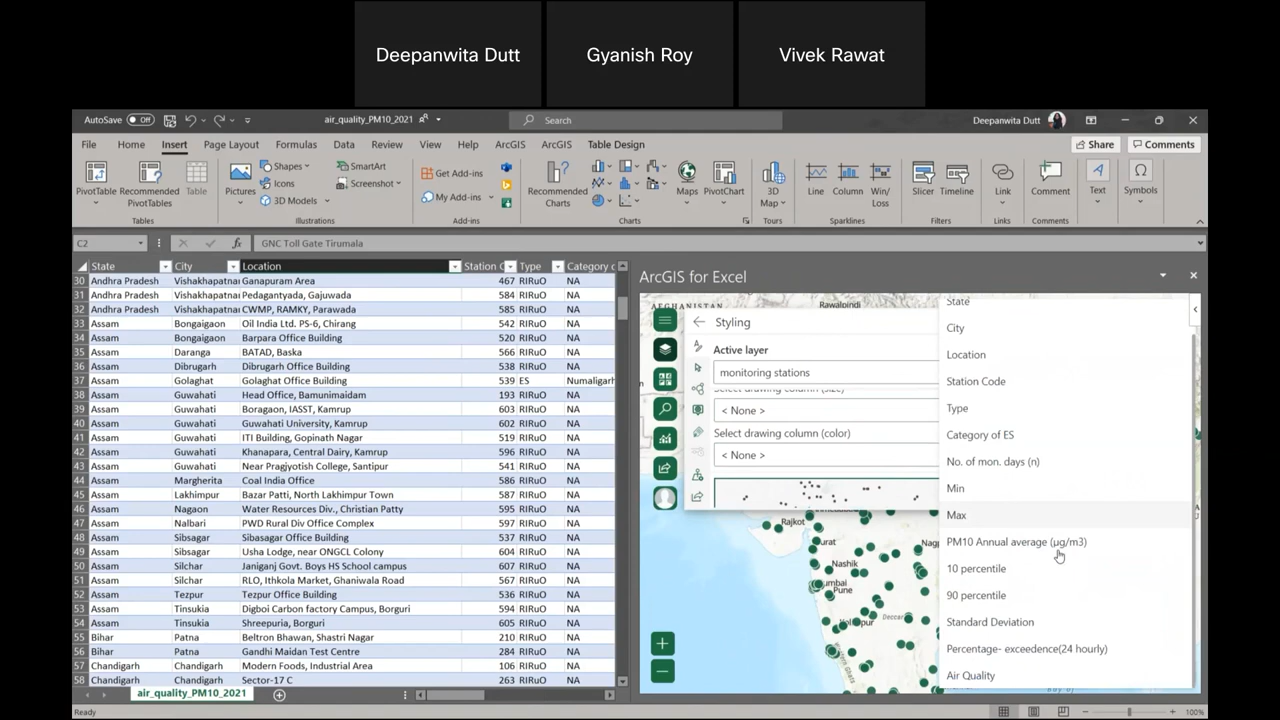 Deepanwita Dutt
Gyanish Roy
Vivek Rawat
AutoSave Off
air_quality_PM10_2021
Search
Deepanwita Dutt
File Home Insert Page Layout Formulas Data Review View Help ArcGIS ArcGIS Table Design
Share Comments
PivotTable
Recommended PivotTables
Table
Tables
Pictures
Shapes
Icons
3D Models
SmartArt
Screenshot
Illustrations
Get Add-ins
My Add-ins
Add-ins
Recommended Charts
Maps
PivotChart
Charts
3D Map
Tours
Line
Column
Win/Loss
Sparklines
Slicer
Timeline
Filters
Link
Links
Comment
Comments
Text
Symbols
C2 fx GNC Toll Gate Tirumala
State City Location Station C Type Category o
30 Andhra Pradesh Vishakhapatna Ganapuram Area 467 RIRuO NA
31 Andhra Pradesh Vishakhapatna Pedagantyada, Gajuwada 584 RIRuO NA
32 Andhra Pradesh Vishakhapatna CWMP, RAMKY, Parawada 585 RIRuO NA
33 Assam Bongaigaon Oil India Ltd. PS-6, Chirang 542 RIRuO NA
34 Assam Bongaigaon Barpara Office Building 520 RIRuO NA
35 Assam Daranga BATAD, Baska 566 RIRuO NA
36 Assam Dibrugarh Dibrugarh Office Building 538 RIRuO NA
37 Assam Golaghat Golaghat Office Building 539 ES Numaligarh
38 Assam Guwahati Head Office, Bamunimaidam 193 RIRuO NA
39 Assam Guwahati Boragaon, IASST, Kamrup 603 RIRuO NA
40 Assam Guwahati Guwahati University, Kamrup 602 RIRuO NA
41 Assam Guwahati ITI Building, Gopinath Nagar 519 RIRuO NA
42 Assam Guwahati Khanapara, Central Dairy, Kamrup 596 RIRuO NA
43 Assam Guwahati Near Pragjyotish College, Santipur 541 RIRuO NA
44 Assam Margherita Coal India Office 586 RIRuO NA
45 Assam Lakhimpur Bazar Patti, North Lakhimpur Town 587 RIRuO NA
46 Assam Nagaon Water Resources Div., Christian Patty 595 RIRuO NA
47 Assam Nalbari PWD Rural Div Office Complex 523 RIRuO NA
48 Assam Sibsagar Sibasagar Office Building 537 RIRuO NA
49 Assam Sibsagar Usha Lodge, near ONGCL Colony 604 RIRuO NA
50 Assam Silchar Janiganj Govt. Boys HS School campus 607 RIRuO NA
51 Assam Silchar RLO, Ithkola Market, Ghaniwala Road 167 RIRuO NA
52 Assam Tezpur Tezpur Office Building 536 RIRuO NA
53 Assam Tinsukia Digboi Carbon factory Campus, Borguri 594 RIRuO NA
54 Assam Tinsukia Shreepuria, Borguri 605 RIRuO NA
55 Bihar Patna Beltron Bhawan, Shastri Nagar 210 RIRuO NA
56 Bihar Patna Gandhi Maidan Test Centre 284 RIRuO NA
57 Chandigarh Chandigarh Modern Foods, Industrial Area 106 RIRuO NA
58 Chandigarh Chandigarh Sector-17 C 263 RIRuO NA
air_quality_PM10_2021
Ready
100%
ArcGIS for Excel
AFGHANISTAN
Rawalpindi
Styling
Active layer
monitoring stations
Select drawing column (size)
< None >
Select drawing column (color)
< None >
State
City
Location
Station Code
Type
Category of ES
No. of mon. days (n)
Min
Max
PM10 Annual average (µg/m3)
10 percentile
90 percentile
Standard Deviation
Percentage- exceedence(24 hourly)
Air Quality
Rajkot
Surat
Nashik
Mumbai
Pune
Kolhapur
Deccan
Nagp